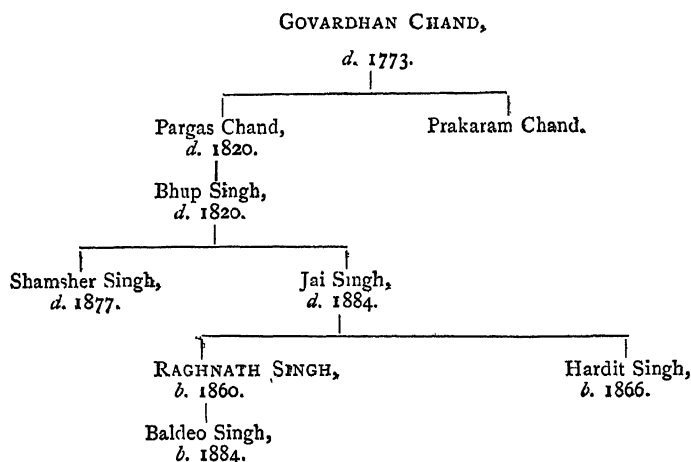 GOVARDHAN CHAND,
d. 1773.
Pargas Chand,
d. 1820.
Prakaram Chand.
Bhup Singh,
d. 1820.
Shamsher Singh,
d. 1877.
Jai Singh,
d. 1884.
RAGHNATH SINGH,
b. 1860.
Hardit Singh,
b. 1866.
Baldeo Singh,
b. 1884.